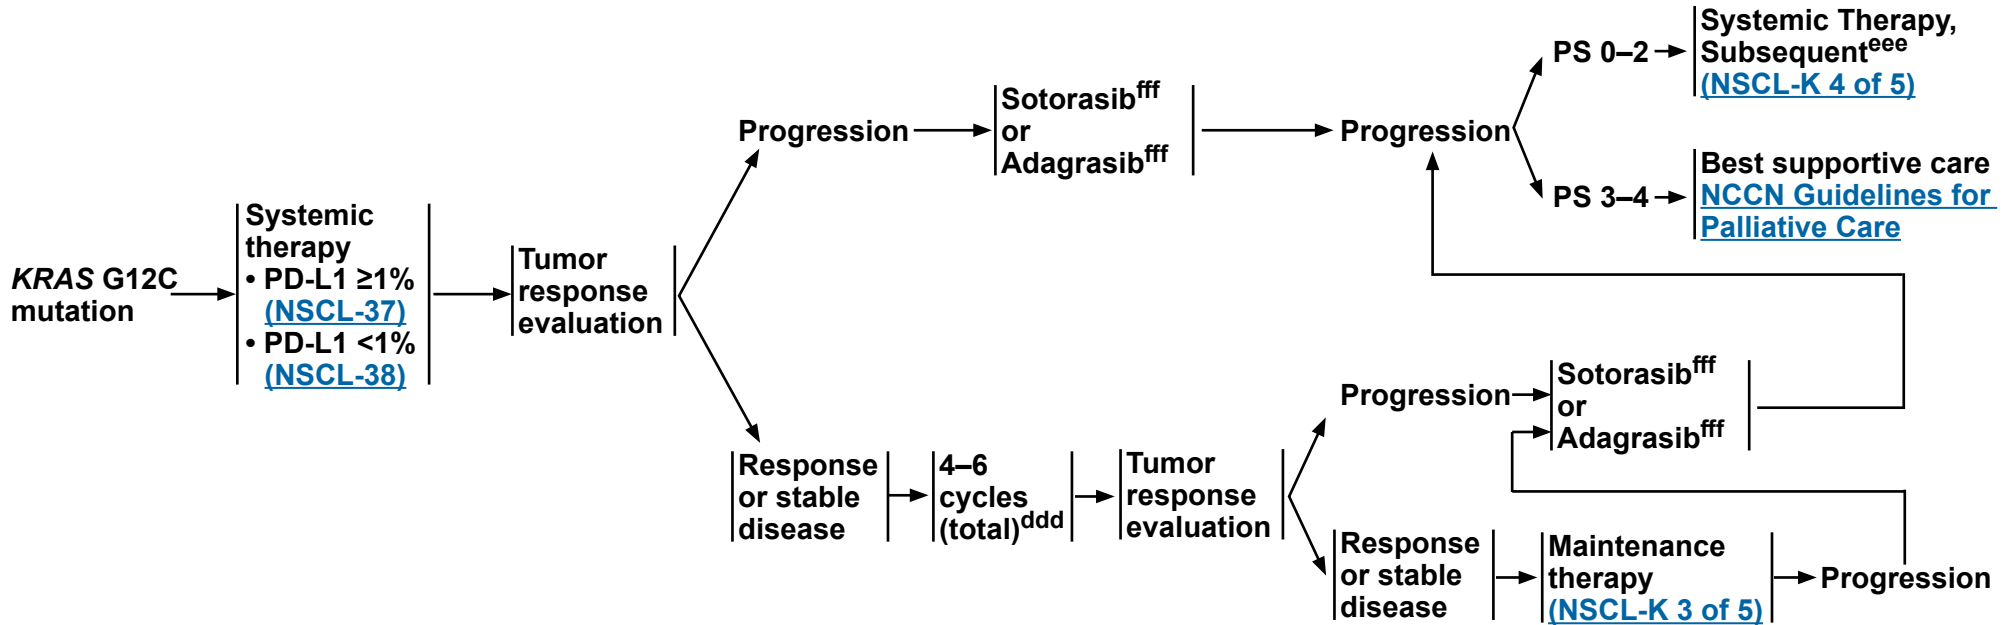 KRAS G12C
mutation
Systemic
therapy
• PD-L1 ≥1%
(NSCL-37)
• PD-L1 <1%
(NSCL-38)
Tumor
response
evaluation
Progression
Sotorasibfff
or
Adagrasibfff
Progression
PS 0–2
Systemic Therapy,
Subsequenteee
(NSCL-K 4 of 5)
PS 3–4
Best supportive care
NCCN Guidelines for
Palliative Care
Response
or stable
disease
4–6
cycles
(total)ddd
Tumor
response
evaluation
Progression
Sotorasibfff
or
Adagrasibfff
Response
or stable
disease
Maintenance
therapy
(NSCL-K 3 of 5)
Progression